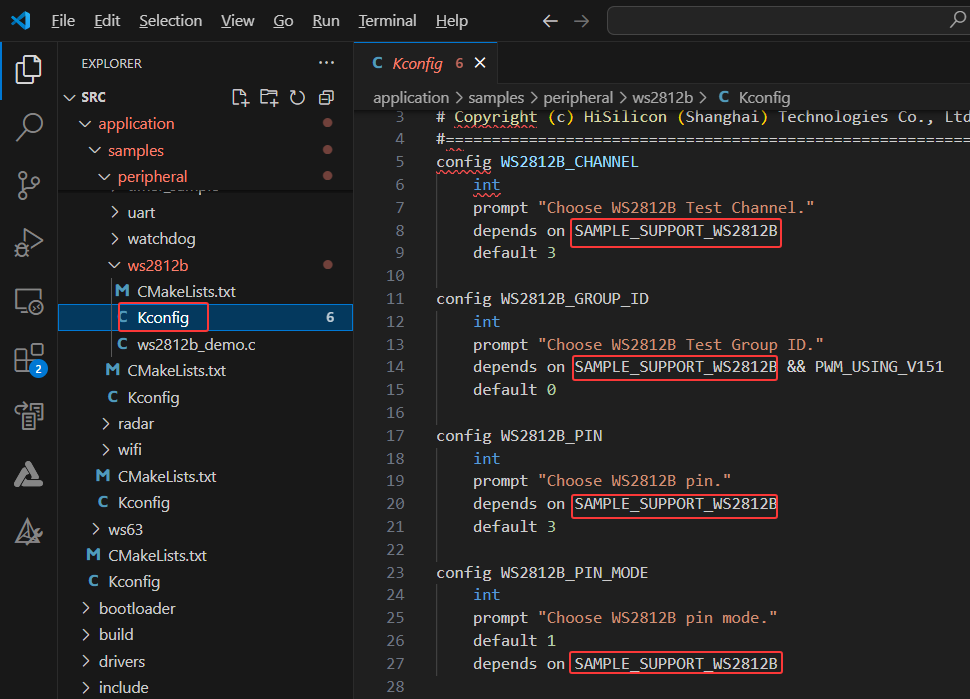 File Edit Selection View Go Run Terminal Help
EXPLORER
SRC
application
samples
peripheral
uart
watchdog
ws2812b
CMakeLists.txt
Kconfig 6
ws2812b_demo.c
CMakeLists.txt
Kconfig
radar
wifi
CMakeLists.txt
Kconfig
ws63
CMakeLists.txt
Kconfig
bootloader
build
drivers
include
2
Kconfig 6
application > samples > peripheral > ws2812b > Kconfig
3 # Copyright (c) HiSilicon (Shanghai) Technologies Co., Ltd
4 #===============================================================
5 config WS2812B_CHANNEL
6 int
7 prompt "Choose WS2812B Test Channel."
8 depends on SAMPLE_SUPPORT_WS2812B
9 default 3
10
11 config WS2812B_GROUP_ID
12 int
13 prompt "Choose WS2812B Test Group ID."
14 depends on SAMPLE_SUPPORT_WS2812B && PWM_USING_V151
15 default 0
16
17 config WS2812B_PIN
18 int
19 prompt "Choose WS2812B pin."
20 depends on SAMPLE_SUPPORT_WS2812B
21 default 3
22
23 config WS2812B_PIN_MODE
24 int
25 prompt "Choose WS2812B pin mode."
26 default 1
27 depends on SAMPLE_SUPPORT_WS2812B
28